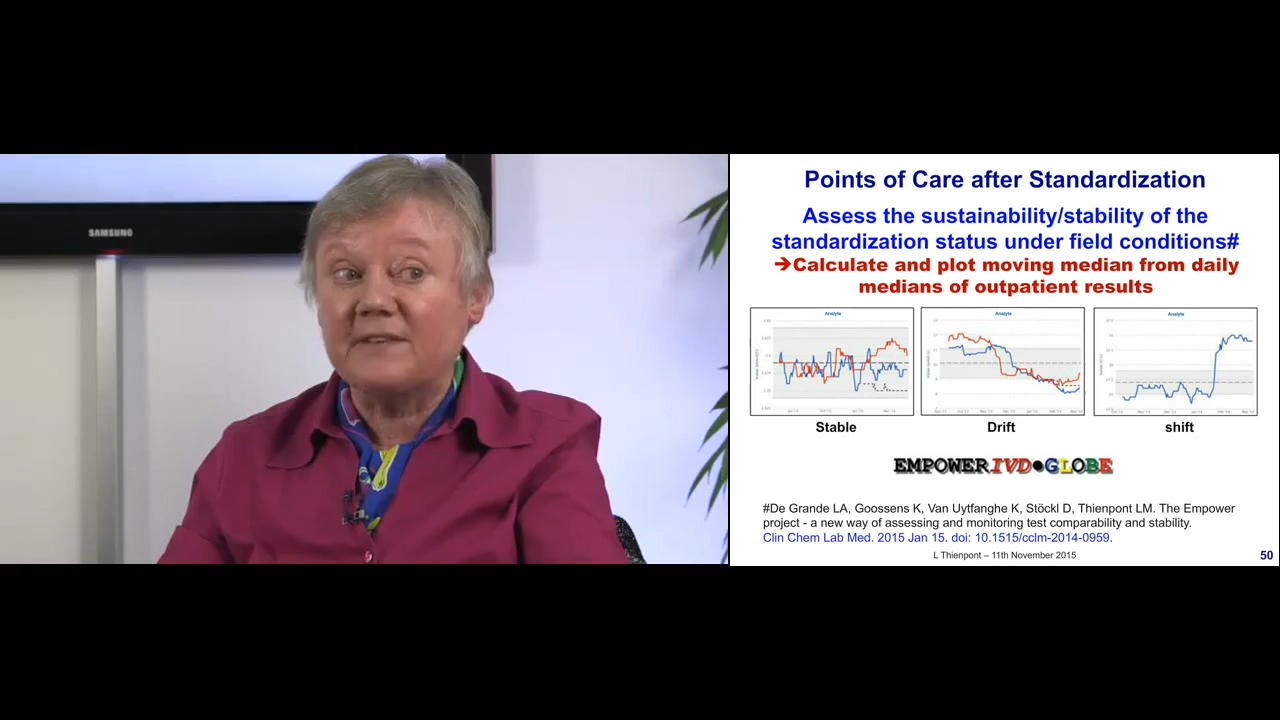 SAMSUNG
Points of Care after Standardization
Assess the sustainability/stability of the
standardization status under field conditions#
➔Calculate and plot moving median from daily
medians of outpatient results
Analyte
Analyte
Analyte
Stable
Drift
shift
EMPOWER IVD●GLOBE
#De Grande LA, Goossens K, Van Uytfanghe K, Stöckl D, Thienpont LM. The Empower
project - a new way of assessing and monitoring test comparability and stability.
Clin Chem Lab Med. 2015 Jan 15. doi: 10.1515/cclm-2014-0959.
L Thienpont – 11th November 2015
50